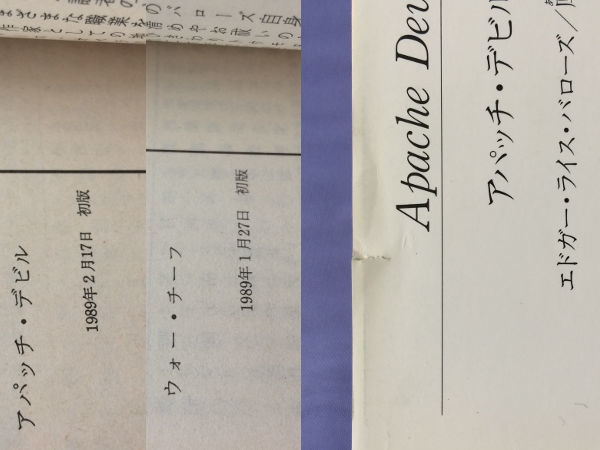 アパッチ・デビル
1989年2月17日 初版
ウォー・チーフ
1989年1月27日 初版
Apache Dev
アパッチ・デビル
エドガー・ライス・バローズ/